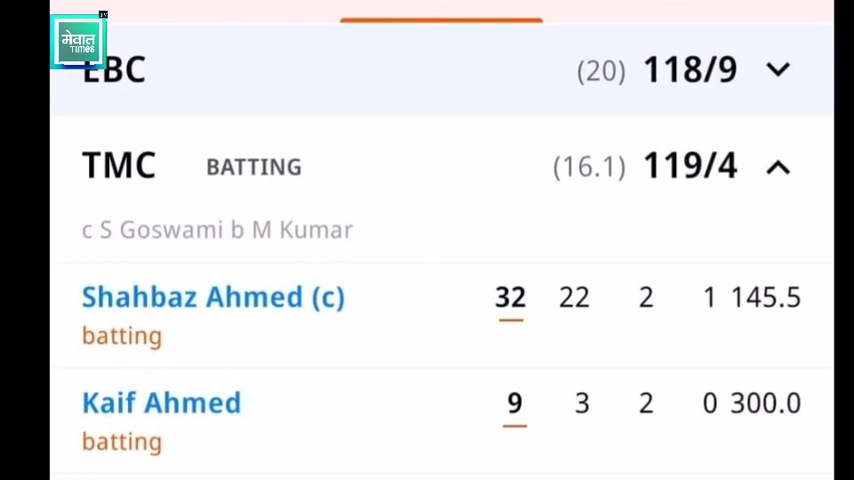 मेवात
TIMES
TV
EBC (20) 118/9
TMC BATTING (16.1) 119/4
c S Goswami b M Kumar
Shahbaz Ahmed (c) 32 22 2 1 145.5
batting
Kaif Ahmed 9 3 2 0 300.0
batting